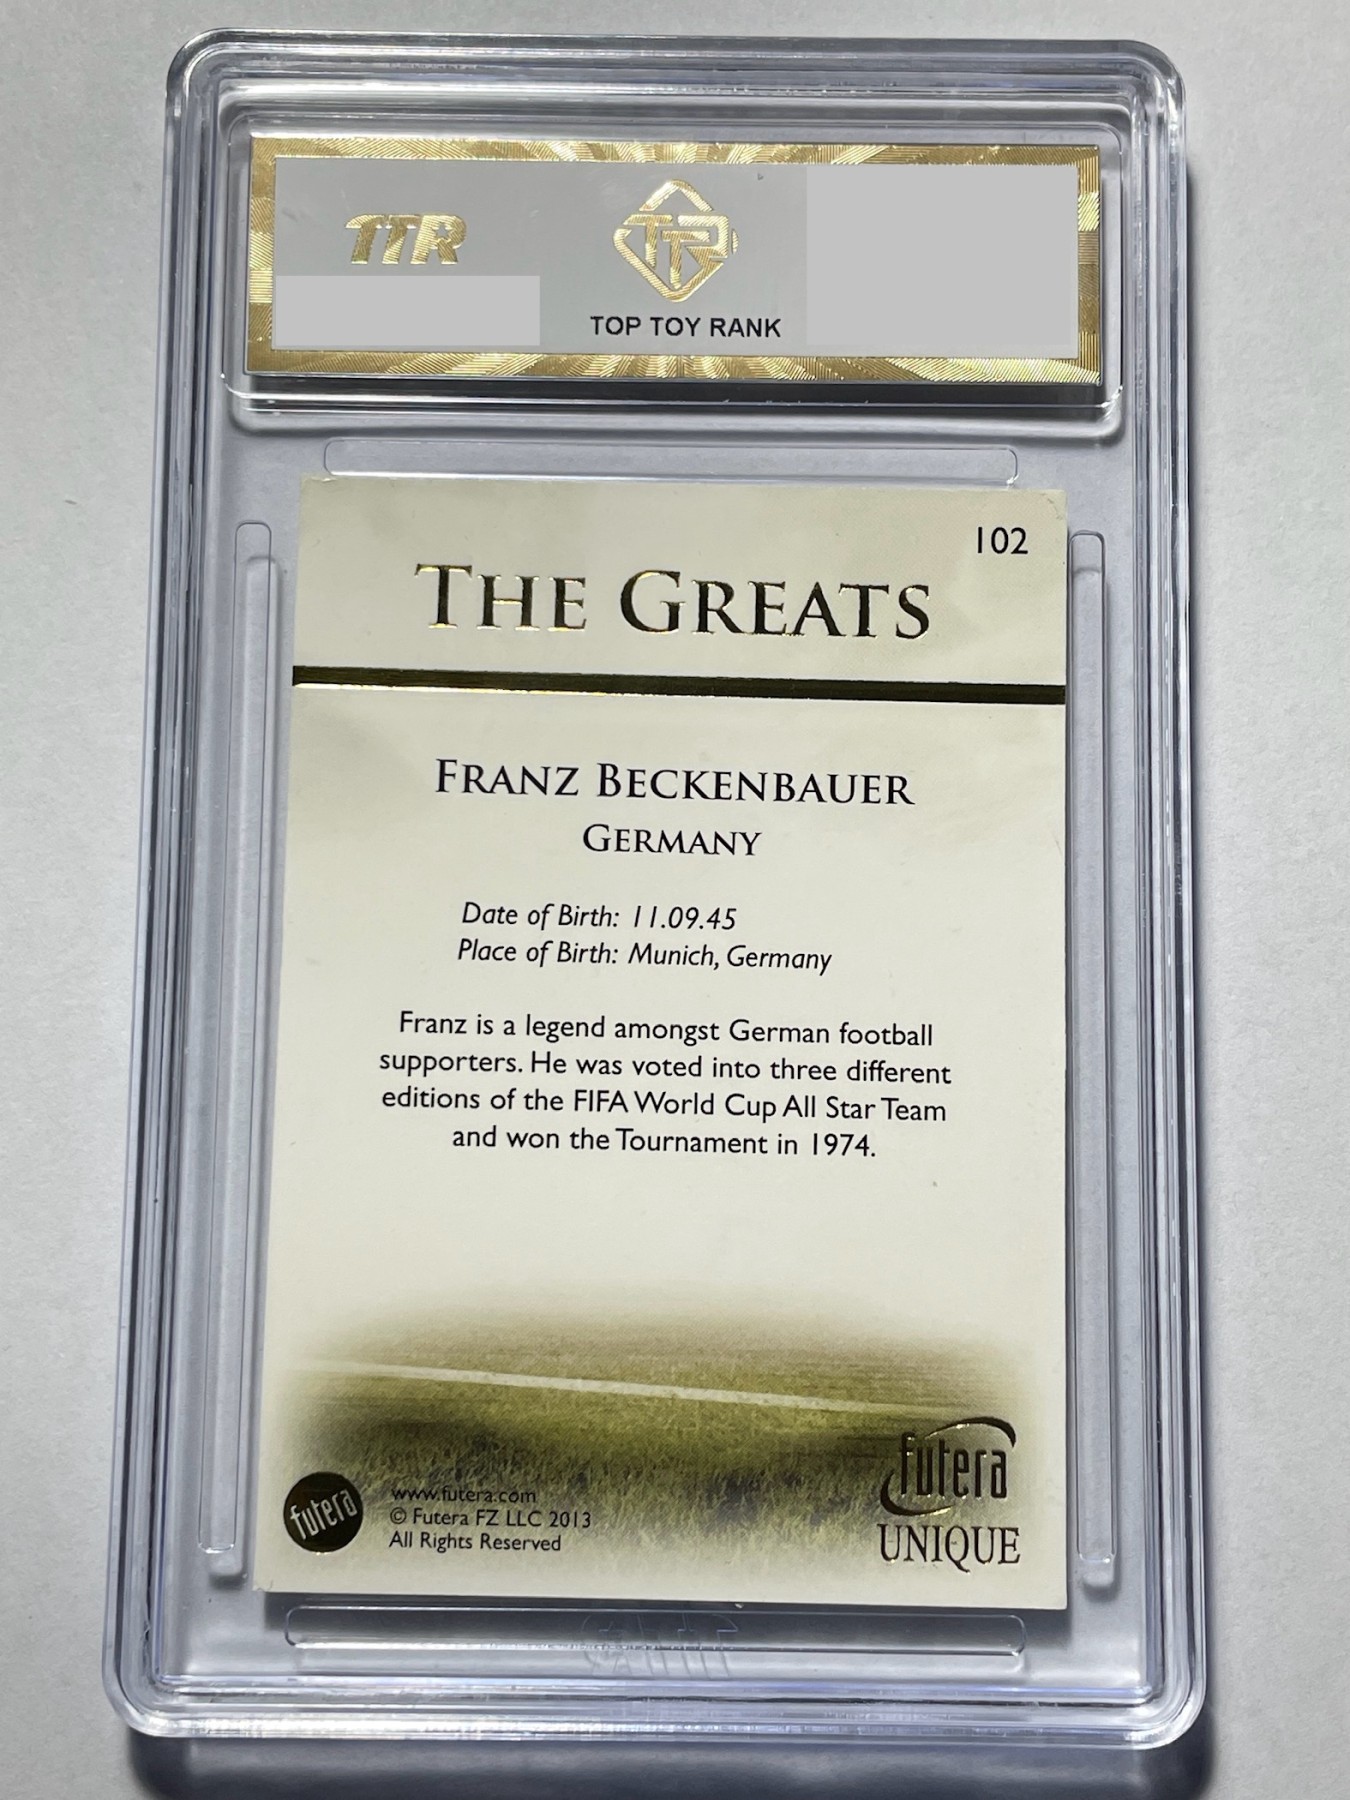 TTR
TTR
TOP TOY RANK
102
THE GREATS
FRANZ BECKENBAUER
GERMANY
Date of Birth: 11.09.45
Place of Birth: Munich, Germany
Franz is a legend amongst German football
supporters. He was voted into three different
editions of the FIFA World Cup All Star Team
and won the Tournament in 1974.
futera
www.futera.com
© Futera FZ LLC 2013
All Rights Reserved
futera
UNIQUE
TTR